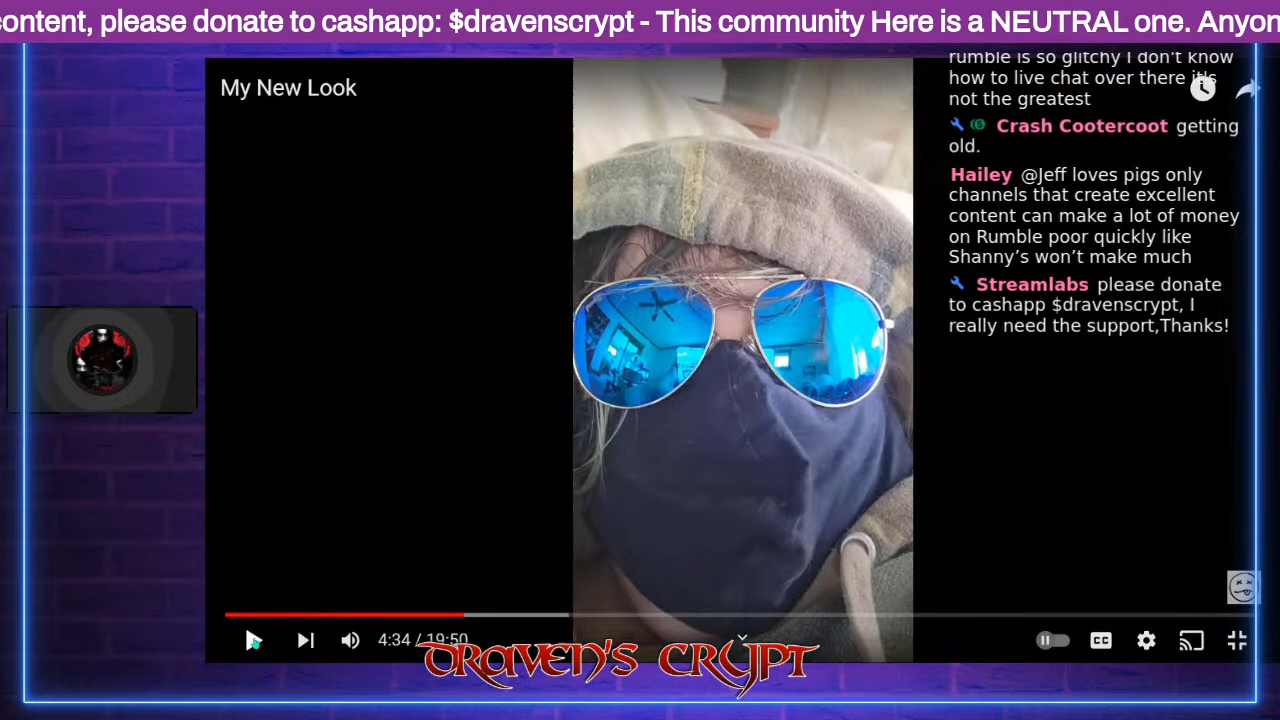 content, please donate to cashapp: $dravenscrypt - This community Here is a NEUTRAL one. Anyon
My New Look
rumble is so glitchy I don't know
how to live chat over there it's
not the greatest
Crash Cootercoot getting
old.
Hailey @Jeff loves pigs only
channels that create excellent
content can make a lot of money
on Rumble poor quickly like
Shanny’s won’t make much
Streamlabs please donate
to cashapp $dravenscrypt, I
really need the support,Thanks!
4:34 / 19:50
CC
DRAVEN'S CRYPT